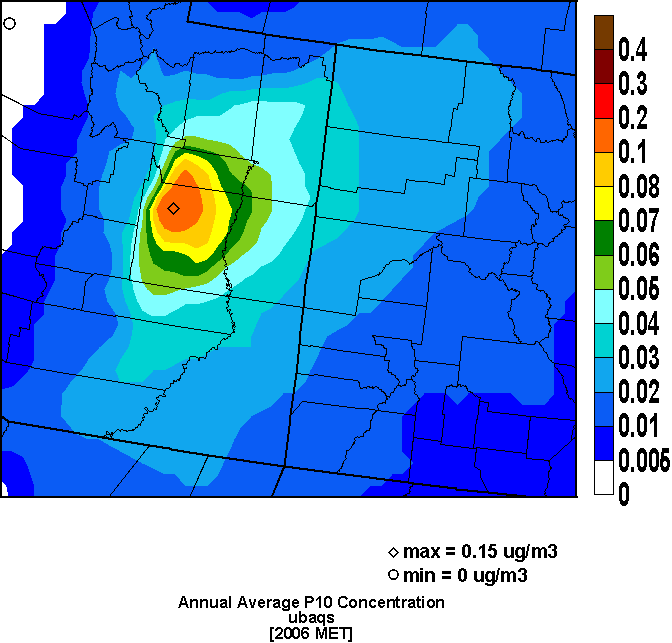 0.4
0.3
0.2
0.1
0.08
0.07
0.06
0.05
0.04
0.03
0.02
0.01
0.005
0
max = 0.15 ug/m3
min = 0 ug/m3
Annual Average P10 Concentration
ubaqs
[2006 MET]